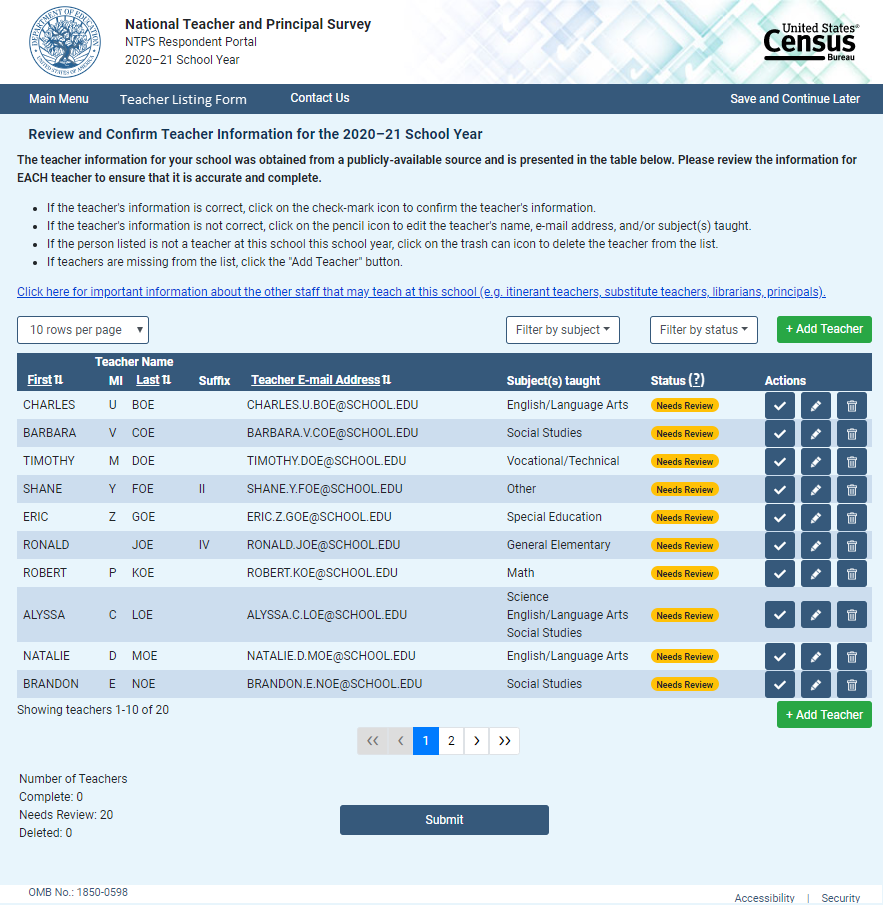 National Teacher and Principal Survey
NTPS Respondent Portal
2020–21 School Year
United States®
Census
Bureau
Main Menu Teacher Listing Form Contact Us Save and Continue Later
Review and Confirm Teacher Information for the 2020–21 School Year
The teacher information for your school was obtained from a publicly-available source and is presented in the table below. Please review the information for
EACH teacher to ensure that it is accurate and complete.
• If the teacher's information is correct, click on the check-mark icon to confirm the teacher's information.
• If the teacher's information is not correct, click on the pencil icon to edit the teacher's name, e-mail address, and/or subject(s) taught.
• If the person listed is not a teacher at this school this school year, click on the trash can icon to delete the teacher from the list.
• If teachers are missing from the list, click the "Add Teacher" button.
Click here for important information about the other staff that may teach at this school (e.g. itinerant teachers, substitute teachers, librarians, principals).
10 rows per page Filter by subject Filter by status + Add Teacher
Teacher Name
First MI Last Suffix Teacher E-mail Address Subject(s) taught Status (?) Actions
CHARLES U BOE CHARLES.U.BOE@SCHOOL.EDU English/Language Arts Needs Review
BARBARA V COE BARBARA.V.COE@SCHOOL.EDU Social Studies Needs Review
TIMOTHY M DOE TIMOTHY.DOE@SCHOOL.EDU Vocational/Technical Needs Review
SHANE Y FOE II SHANE.Y.FOE@SCHOOL.EDU Other Needs Review
ERIC Z GOE ERIC.Z.GOE@SCHOOL.EDU Special Education Needs Review
RONALD JOE IV RONALD.JOE@SCHOOL.EDU General Elementary Needs Review
ROBERT P KOE ROBERT.KOE@SCHOOL.EDU Math Needs Review
Science
ALYSSA C LOE ALYSSA.C.LOE@SCHOOL.EDU English/Language Arts Needs Review
Social Studies
NATALIE D MOE NATALIE.D.MOE@SCHOOL.EDU English/Language Arts Needs Review
BRANDON E NOE BRANDON.E.NOE@SCHOOL.EDU Social Studies Needs Review
Showing teachers 1-10 of 20 + Add Teacher
<< < 1 2 > >>
Number of Teachers
Complete: 0
Needs Review: 20
Deleted: 0
Submit
OMB No.: 1850-0598
Accessibility | Security